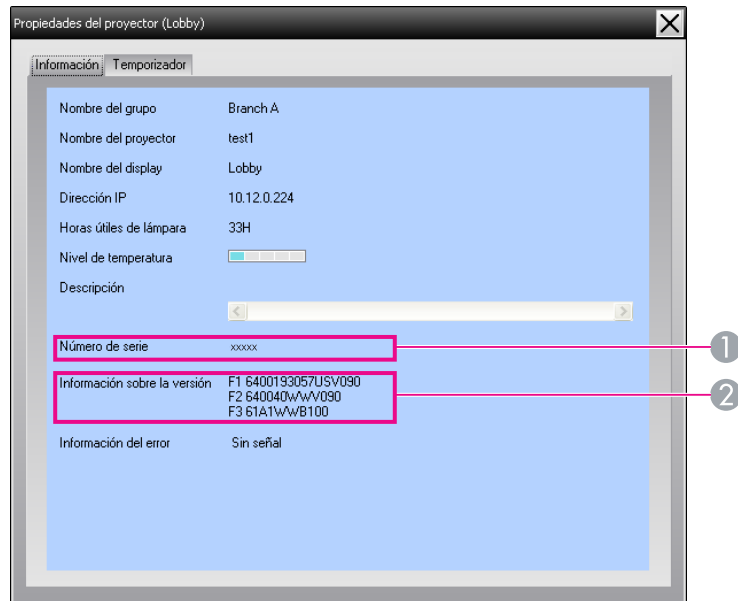 Propiedades del proyector (Lobby)
Información Temporizador
Nombre del grupo Branch A
Nombre del proyector test1
Nombre del display Lobby
Dirección IP 10.12.0.224
Horas útiles de lámpara 33H
Nivel de temperatura
Descripción
Número de serie xxxxx
1
Información sobre la versión F1 6400193057USV090
F2 640040WWV090
2
F3 61A1WWB100
Información del error Sin señal